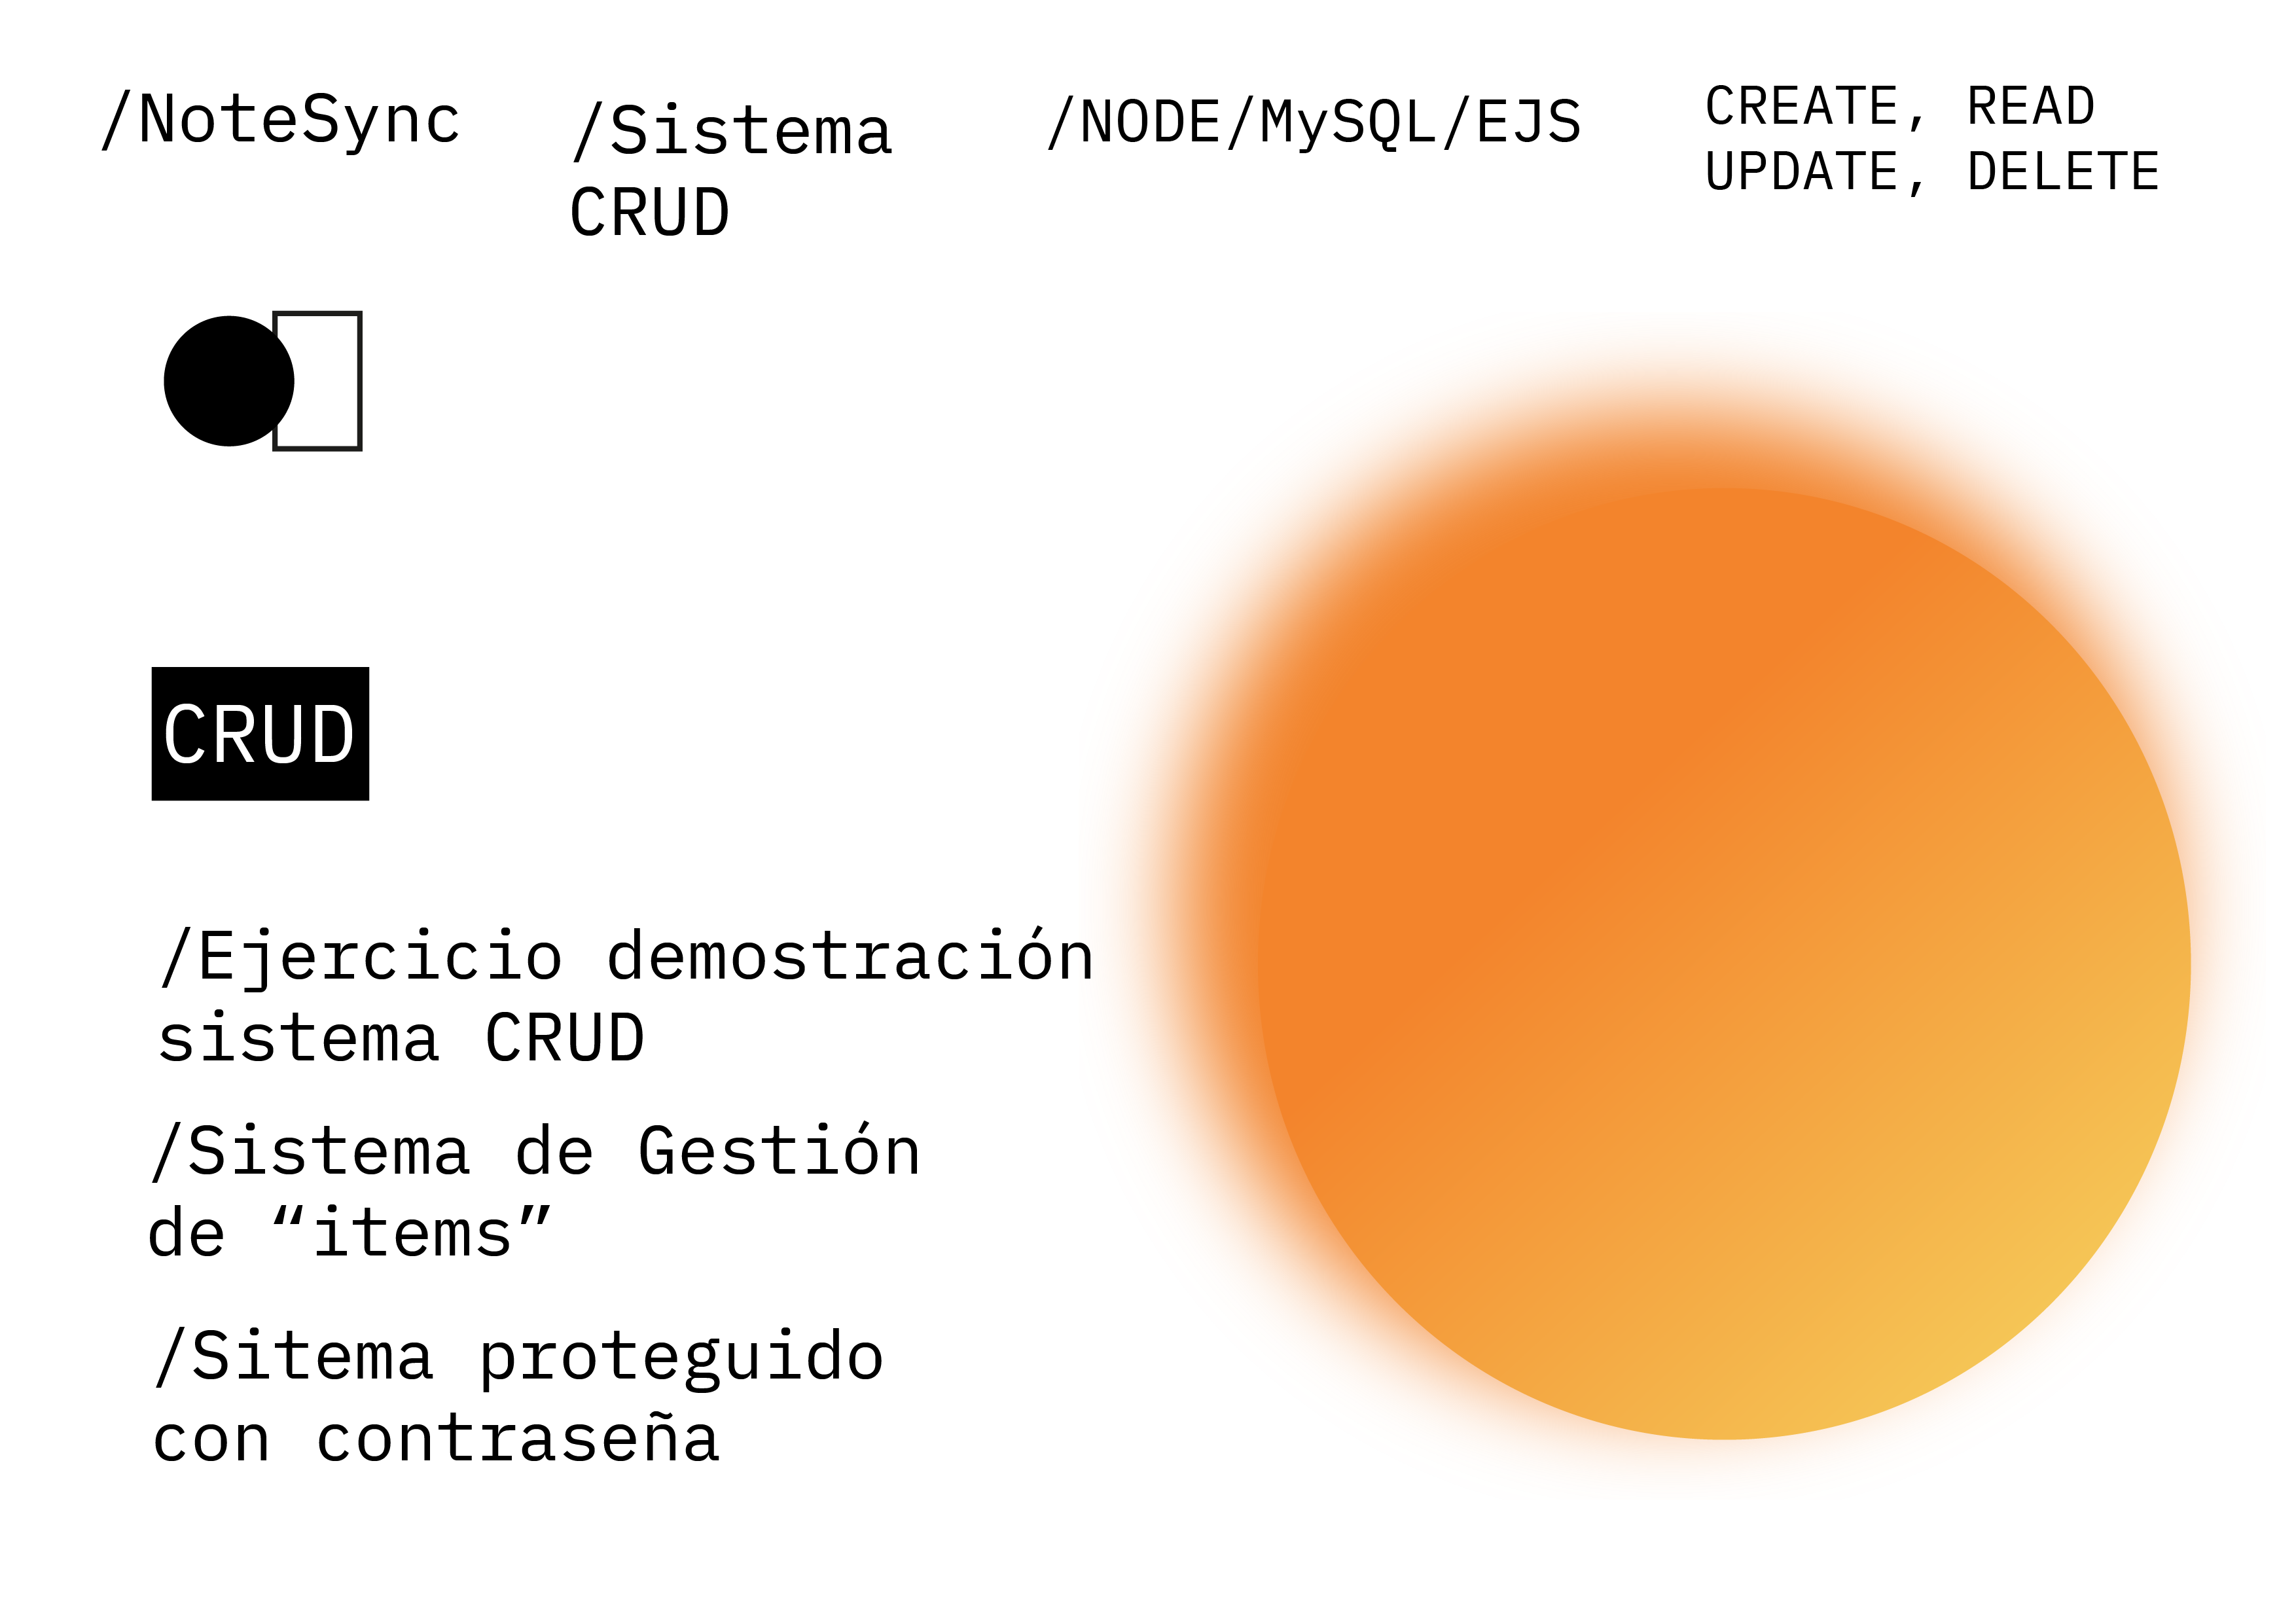 /NoteSync
/Sistema
CRUD
/NODE/MySQL/EJS
CREATE, READ
UPDATE, DELETE
CRUD
/Ejercicio demostración
sistema CRUD
/Sistema de Gestión
de “items”
/Sitema proteguido
con contraseña